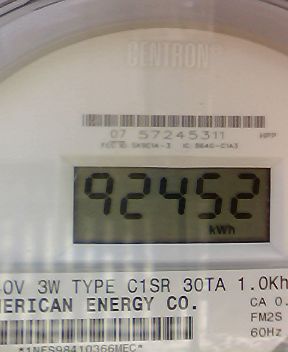 CENTRON®
07 57245311
92452
kWh
0V 3W TYPE C1SR 30TA 1.0Kh
MERICAN ENERGY CO.
CA 0.
FM2S
60Hz
*1NES98410366MEC*